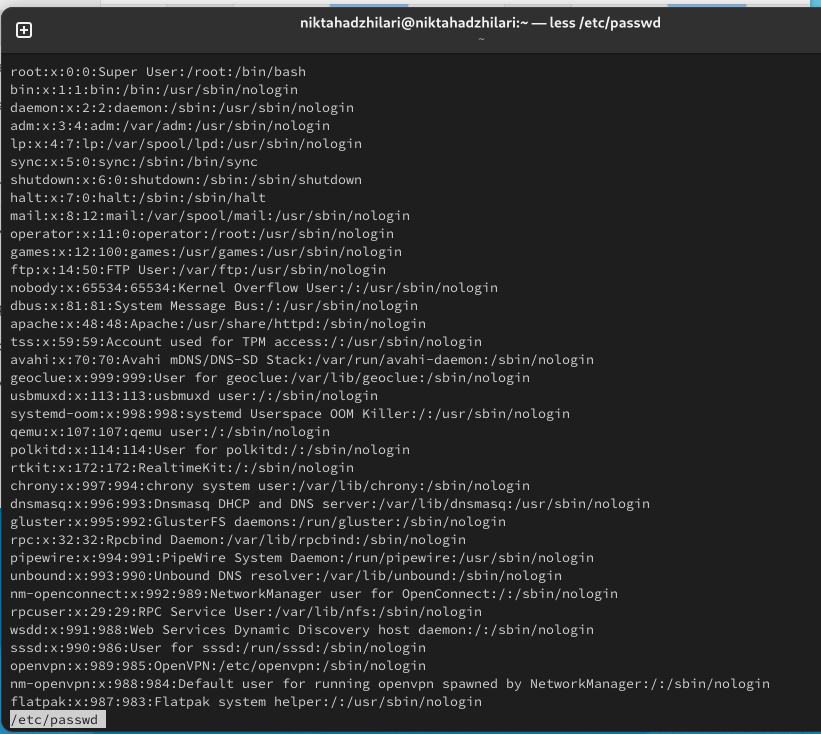 niktahadzhilari@niktahadzhilari:~ — less /etc/passwd
~
root:x:0:0:Super User:/root:/bin/bash
bin:x:1:1:bin:/bin:/usr/sbin/nologin
daemon:x:2:2:daemon:/sbin:/usr/sbin/nologin
adm:x:3:4:adm:/var/adm:/usr/sbin/nologin
lp:x:4:7:lp:/var/spool/lpd:/usr/sbin/nologin
sync:x:5:0:sync:/sbin:/bin/sync
shutdown:x:6:0:shutdown:/sbin:/sbin/shutdown
halt:x:7:0:halt:/sbin:/sbin/halt
mail:x:8:12:mail:/var/spool/mail:/usr/sbin/nologin
operator:x:11:0:operator:/root:/usr/sbin/nologin
games:x:12:100:games:/usr/games:/usr/sbin/nologin
ftp:x:14:50:FTP User:/var/ftp:/usr/sbin/nologin
nobody:x:65534:65534:Kernel Overflow User:/:/usr/sbin/nologin
dbus:x:81:81:System Message Bus:/:/usr/sbin/nologin
apache:x:48:48:Apache:/usr/share/httpd:/sbin/nologin
tss:x:59:59:Account used for TPM access:/:/usr/sbin/nologin
avahi:x:70:70:Avahi mDNS/DNS-SD Stack:/var/run/avahi-daemon:/sbin/nologin
geoclue:x:999:999:User for geoclue:/var/lib/geoclue:/sbin/nologin
usbmuxd:x:113:113:usbmuxd user:/:/sbin/nologin
systemd-oom:x:998:998:systemd Userspace OOM Killer:/:/usr/sbin/nologin
qemu:x:107:107:qemu user:/:/sbin/nologin
polkitd:x:114:114:User for polkitd:/:/sbin/nologin
rtkit:x:172:172:RealtimeKit:/:/sbin/nologin
chrony:x:997:994:chrony system user:/var/lib/chrony:/sbin/nologin
dnsmasq:x:996:993:Dnsmasq DHCP and DNS server:/var/lib/dnsmasq:/usr/sbin/nologin
gluster:x:995:992:GlusterFS daemons:/run/gluster:/sbin/nologin
rpc:x:32:32:Rpcbind Daemon:/var/lib/rpcbind:/sbin/nologin
pipewire:x:994:991:PipeWire System Daemon:/run/pipewire:/usr/sbin/nologin
unbound:x:993:990:Unbound DNS resolver:/var/lib/unbound:/sbin/nologin
nm-openconnect:x:992:989:NetworkManager user for OpenConnect:/:/sbin/nologin
rpcuser:x:29:29:RPC Service User:/var/lib/nfs:/sbin/nologin
wsdd:x:991:988:Web Services Dynamic Discovery host daemon:/:/sbin/nologin
sssd:x:990:986:User for sssd:/run/sssd:/sbin/nologin
openvpn:x:989:985:OpenVPN:/etc/openvpn:/sbin/nologin
nm-openvpn:x:988:984:Default user for running openvpn spawned by NetworkManager:/:/sbin/nologin
flatpak:x:987:983:Flatpak system helper:/:/usr/sbin/nologin
/etc/passwd